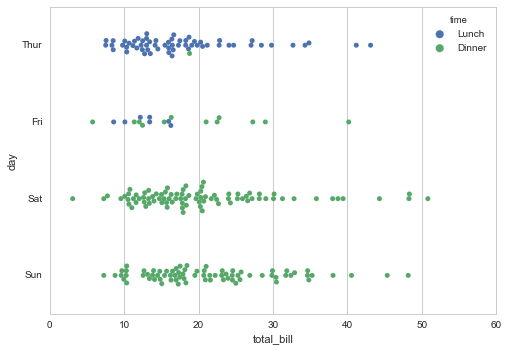 time
Lunch
Dinner
Thur
Fri
Sat
Sun
day
0 10 20 30 40 50 60
total_bill